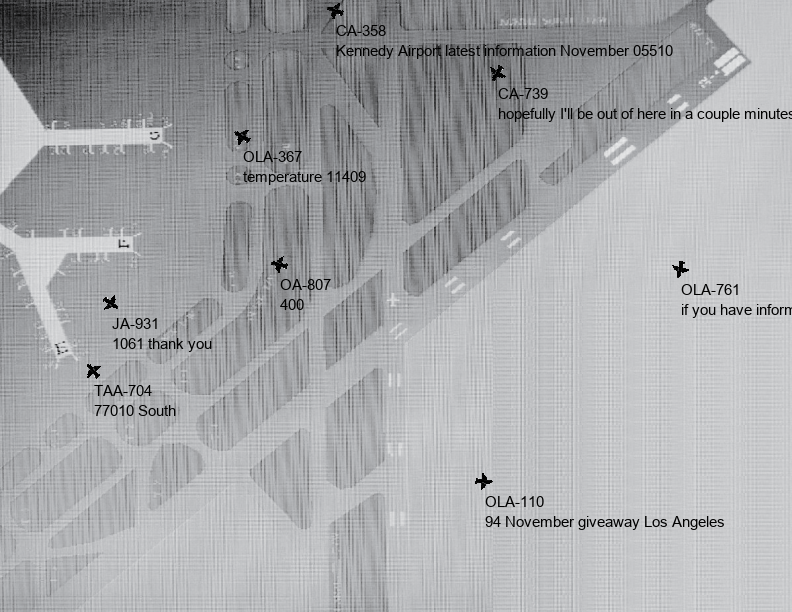 CA-358
Kennedy Airport latest information November 05510
CA-739
hopefully I'll be out of here in a couple minutes
OLA-367
temperature 11409
OA-807
400
OLA-761
if you have inform
JA-931
1061 thank you
TAA-704
77010 South
OLA-110
94 November giveaway Los Angeles